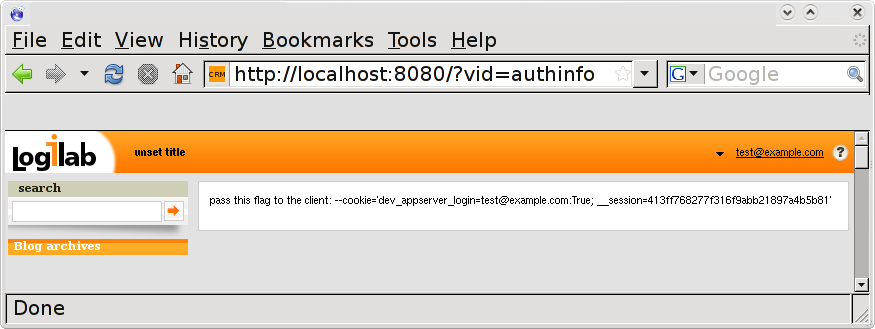 File Edit View History Bookmarks Tools Help
CRM http://localhost:8080/?vid=authinfo G Google
Logilab unset title test@example.com ?
search
pass this flag to the client: --cookie='dev_appserver_login=test@example.com:True; __session=413ff768277f316f9abb21897a4b5b81'
Blog archives
Done